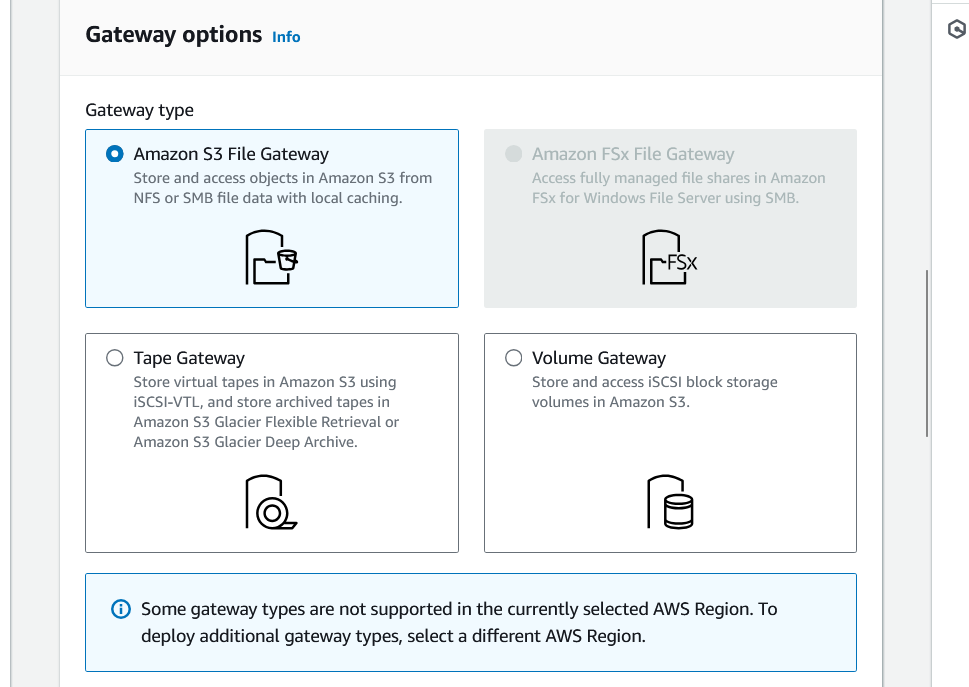 Gateway options Info
Gateway type
Amazon S3 File Gateway
Store and access objects in Amazon S3 from
NFS or SMB file data with local caching.
Amazon FSx File Gateway
Access fully managed file shares in Amazon
FSx for Windows File Server using SMB.
FSx
Tape Gateway
Store virtual tapes in Amazon S3 using
iSCSI-VTL, and store archived tapes in
Amazon S3 Glacier Flexible Retrieval or
Amazon S3 Glacier Deep Archive.
Volume Gateway
Store and access iSCSI block storage
volumes in Amazon S3.
Some gateway types are not supported in the currently selected AWS Region. To
deploy additional gateway types, select a different AWS Region.